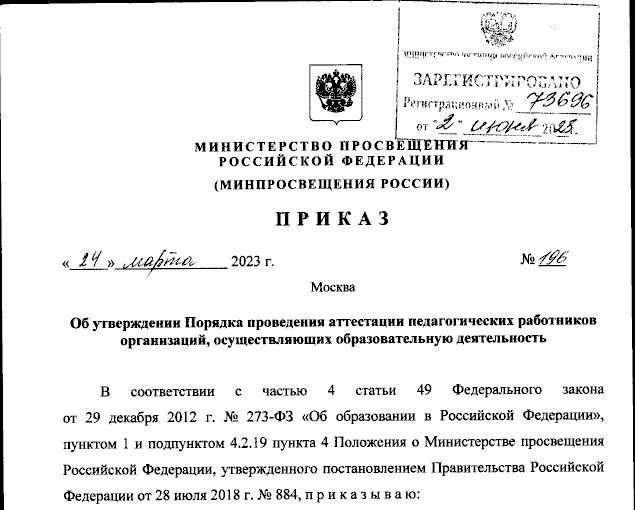 МИНИСТЕРСТВО ЮСТИЦИИ РОССИЙСКОЙ ФЕДЕРАЦИИ
ЗАРЕГИСТРИРОВАНО
Регистрационный № 73696
от "2" июня 2023.
МИНИСТЕРСТВО ПРОСВЕЩЕНИЯ
РОССИЙСКОЙ ФЕДЕРАЦИИ
(МИНПРОСВЕЩЕНИЯ РОССИИ)
ПРИКАЗ
«24» марта 2023 г. № 196
Москва
Об утверждении Порядка проведения аттестации педагогических работников
организаций, осуществляющих образовательную деятельность
В соответствии с частью 4 статьи 49 Федерального закона
от 29 декабря 2012 г. № 273-ФЗ «Об образовании в Российской Федерации»,
пунктом 1 и подпунктом 4.2.19 пункта 4 Положения о Министерстве просвещения
Российской Федерации, утвержденного постановлением Правительства Российской
Федерации от 28 июля 2018 г. № 884, п р и к а з ы в а ю: